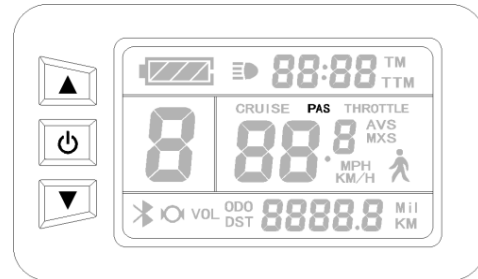 88:88 TM
TTM
CRUISE PAS THROTTLE
8 88.8 AVS
MXS
MPH
KM/H
VOL ODO 8888.8 Mil
DST KM